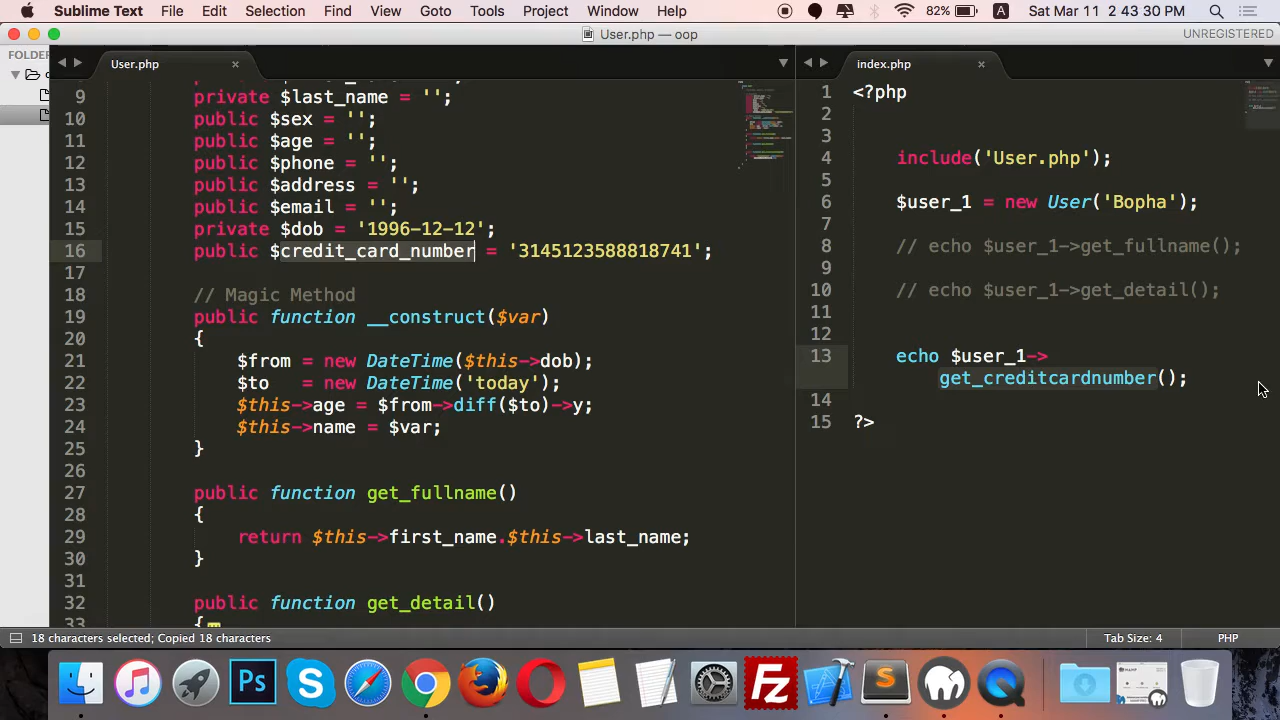 Sublime Text File Edit Selection Find View Goto Tools Project Window Help 82% A Sat Mar 11 2 43 30 PM
User.php — oop UNREGISTERED
FOLDER
User.php × index.php ×
9 private $last_name = '';
10 public $sex = '';
11 public $age = '';
12 public $phone = '';
13 public $address = '';
14 public $email = '';
15 private $dob = '1996-12-12';
16 public $credit_card_number = '3145123588818741';
17
18 // Magic Method
19 public function __construct($var)
20 {
21 $from = new DateTime($this->dob);
22 $to = new DateTime('today');
23 $this->age = $from->diff($to)->y;
24 $this->name = $var;
25 }
26
27 public function get_fullname()
28 {
29 return $this->first_name.$this->last_name;
30 }
31
32 public function get_detail()
33 {
1 <?php
2
3
4 include('User.php');
5
6 $user_1 = new User('Bopha');
7
8 // echo $user_1->get_fullname();
9
10 // echo $user_1->get_detail();
11
12
13 echo $user_1->
get_creditcardnumber();
14
15 ?>
18 characters selected; Copied 18 characters Tab Size: 4 PHP
Ps S Fz S